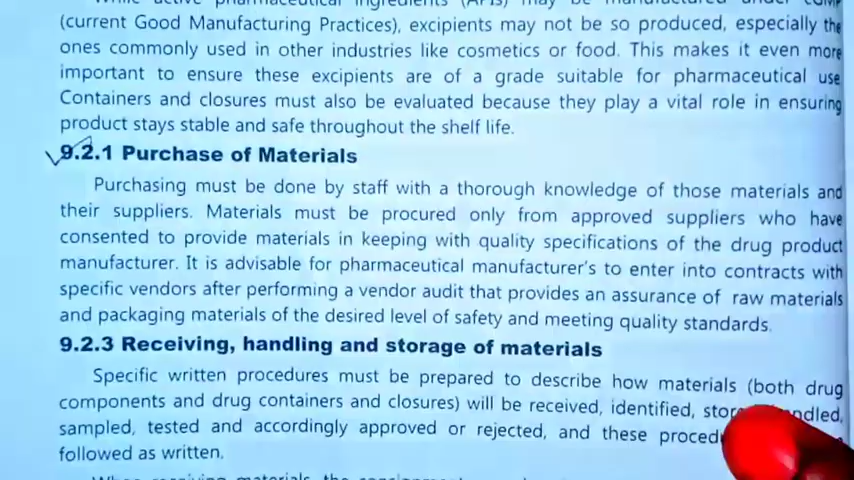 (current Good Manufacturing Practices), excipients may not be so produced, especially the
ones commonly used in other industries like cosmetics or food. This makes it even more
important to ensure these excipients are of a grade suitable for pharmaceutical use
Containers and closures must also be evaluated because they play a vital role in ensuring
product stays stable and safe throughout the shelf life.
9.2.1 Purchase of Materials
Purchasing must be done by staff with a thorough knowledge of those materials and
their suppliers. Materials must be procured only from approved suppliers who have
consented to provide materials in keeping with quality specifications of the drug product
manufacturer. It is advisable for pharmaceutical manufacturer's to enter into contracts with
specific vendors after performing a vendor audit that provides an assurance of raw materials
and packaging materials of the desired level of safety and meeting quality standards.
9.2.3 Receiving, handling and storage of materials
Specific written procedures must be prepared to describe how materials (both drug
components and drug containers and closures) will be received, identified,
sampled, tested and accordingly approved or rejected, and these
followed as written.